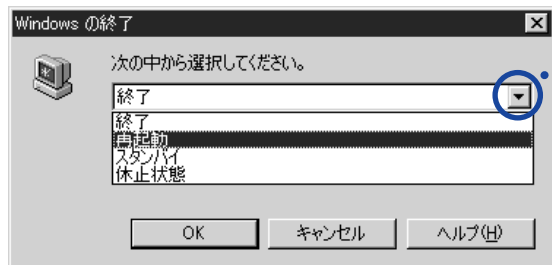 Windows の終了
次の中から選択してください。
終了
終了
再起動
スタンバイ
休止状態
OK
キャンセル
ヘルプ(H)